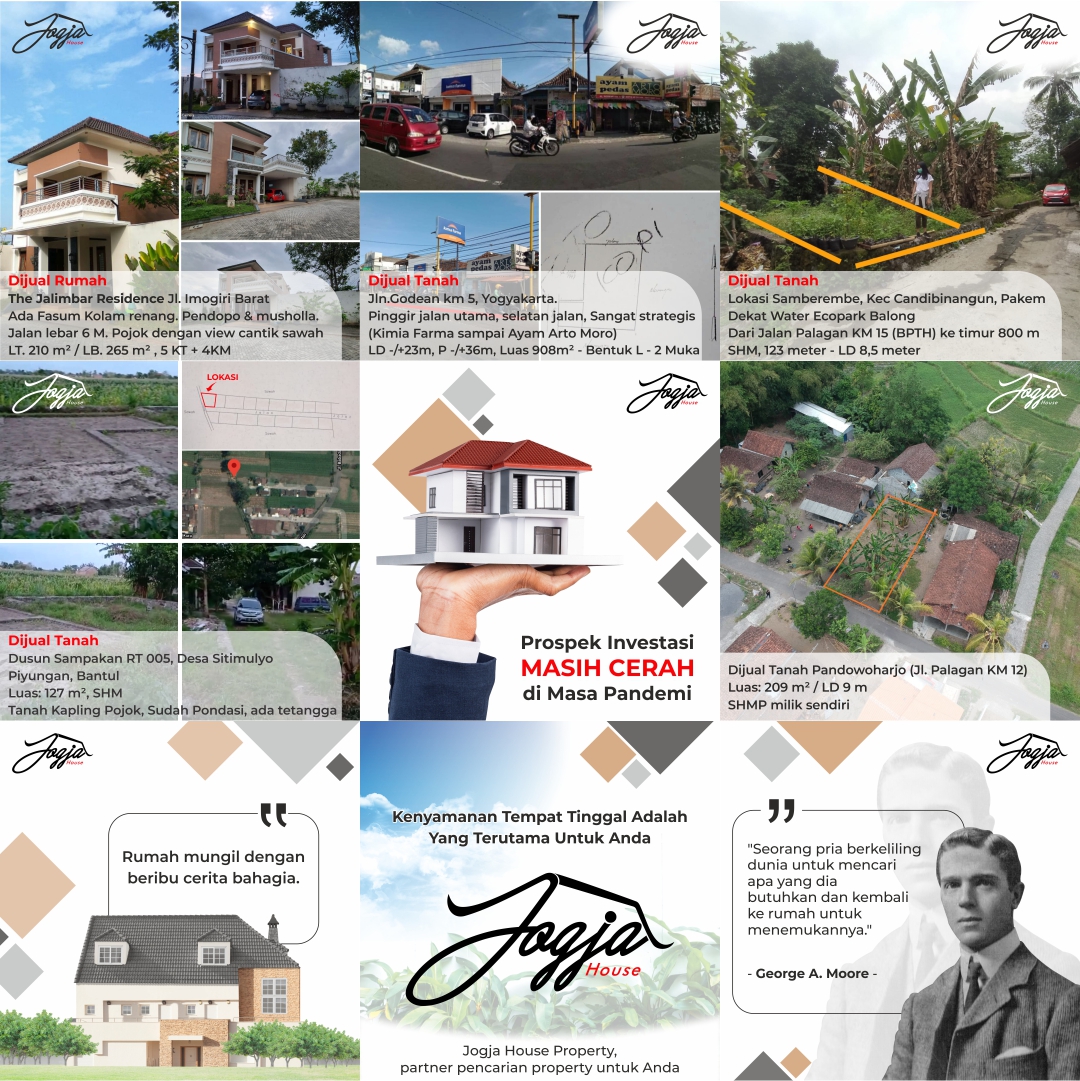 Jogja
House
Dijual Rumah
The Jalimbar Residence Jl. Imogiri Barat
Ada Fasum Kolam renang. Pendopo & musholla.
Jalan lebar 6 M. Pojok dengan view cantik sawah
LT. 210 m² / LB. 265 m² , 5 KT + 4KM
Jogja
House
ayam
pedas
ayam
pedas
Dijual Tanah
Jln.Godean km 5, Yogyakarta.
Pinggir jalan utama, selatan jalan, Sangat strategis
(Kimia Farma sampai Ayam Arto Moro)
LD -/+23m, P -/+36m, Luas 908m² - Bentuk L - 2 Muka
Jogja
House
Dijual Tanah
Lokasi Samberembe, Kec Candibinangun, Pakem
Dekat Water Ecopark Balong
Dari Jalan Palagan KM 15 (BPTH) ke timur 800 m
SHM, 123 meter - LD 8,5 meter
Jogja
House
LOKASI
Dijual Tanah
Dusun Sampakan RT 005, Desa Sitimulyo
Piyungan, Bantul
Luas: 127 m², SHM
Tanah Kapling Pojok, Sudah Pondasi, ada tetangga
Jogja
House
Prospek Investasi
MASIH CERAH
di Masa Pandemi
Jogja
House
Dijual Tanah Pandowoharjo (Jl. Palagan KM 12)
Luas: 209 m² / LD 9 m
SHMP milik sendiri
Jogja
House
"
Rumah mungil dengan
beribu cerita bahagia.
Kenyamanan Tempat Tinggal Adalah
Yang Terutama Untuk Anda
Jogja
House
Jogja House Property,
partner pencarian property untuk Anda
Jogja
House
"
"Seorang pria berkeliling
dunia untuk mencari
apa yang dia
butuhkan dan kembali
ke rumah untuk
menemukannya."
- George A. Moore -